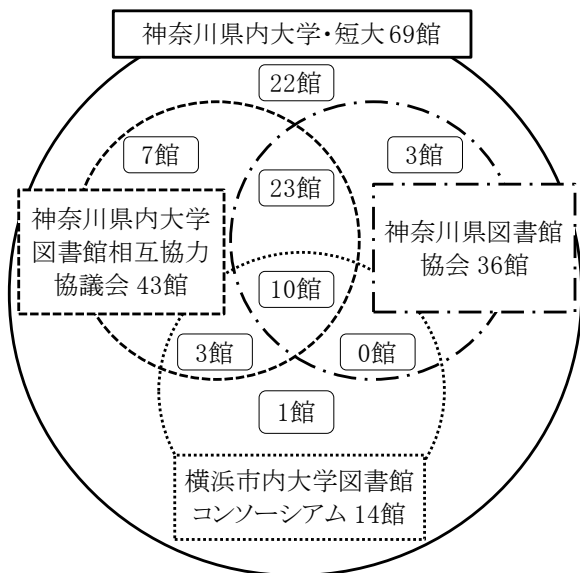 神奈川県内大学・短大 69館
22館
7館
3館
23館
神奈川県内大学
図書館相互協力
協議会 43館
神奈川県図書館
協会 36館
10館
3館
0館
1館
横浜市内大学図書館
コンソーシアム 14館